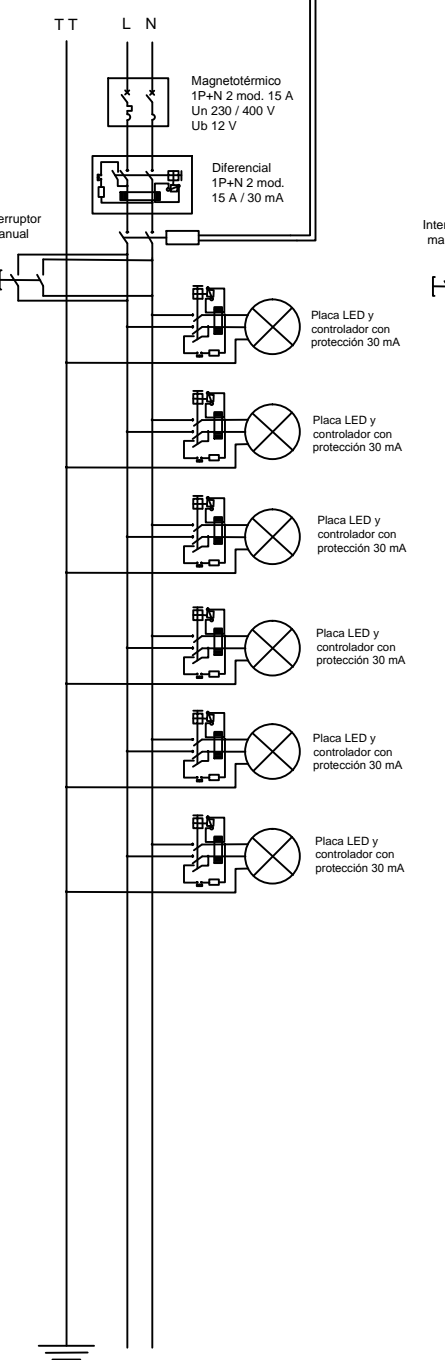 TT L N
Magnetotérmico
1P+N 2 mod. 15 A
Un 230 / 400 V
Ub 12 V
Diferencial
1P+N 2 mod.
15 A / 30 mA
Placa LED y
controlador con
protección 30 mA
Placa LED y
controlador con
protección 30 mA
Placa LED y
controlador con
protección 30 mA
Placa LED y
controlador con
protección 30 mA
Placa LED y
controlador con
protección 30 mA
Placa LED y
controlador con
protección 30 mA